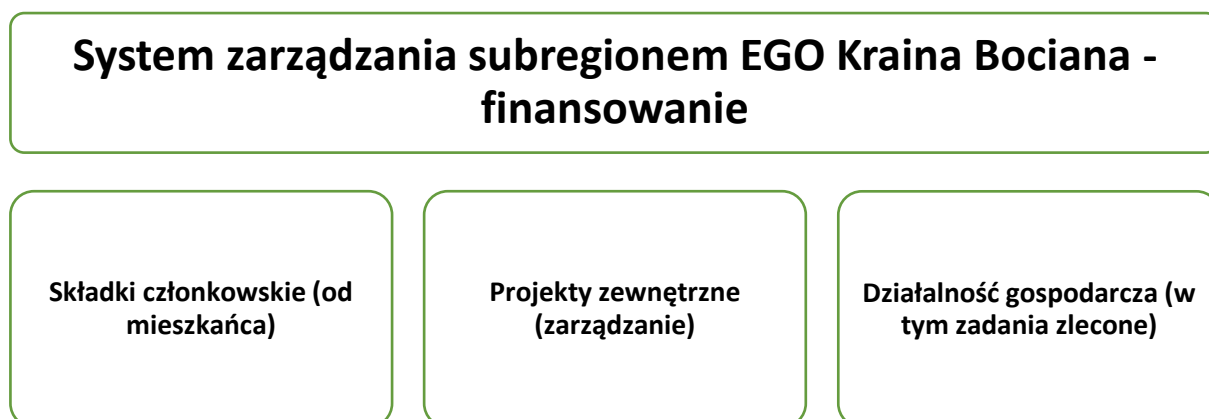 System zarządzania subregionem EGO Kraina Bociana -
finansowanie
Składki członkowskie (od
mieszkańca)
Projekty zewnętrzne
(zarządzanie)
Działalność gospodarcza (w
tym zadania zlecone)